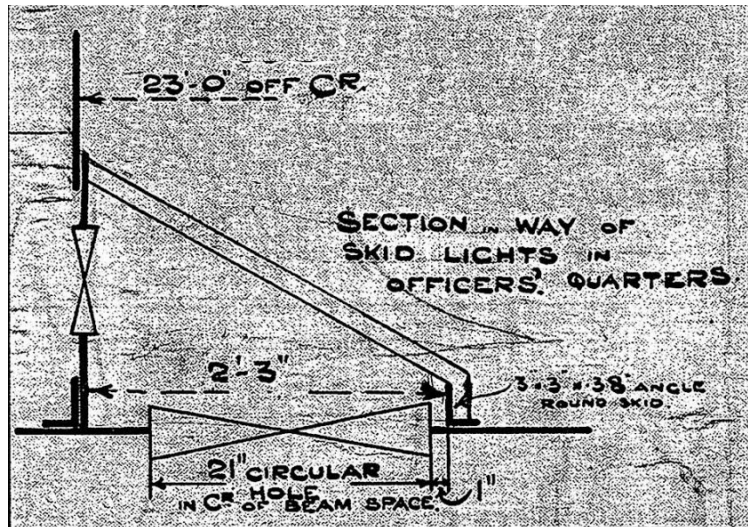 23'-0" OFF CR.
SECTION IN WAY OF
SKID LIGHTS IN
OFFICERS' QUARTERS.
2'-3"
3" × 3" × .38" ANGLE
ROUND SKID.
21" CIRCULAR
HOLE
IN CR OF BEAM SPACE.
1"